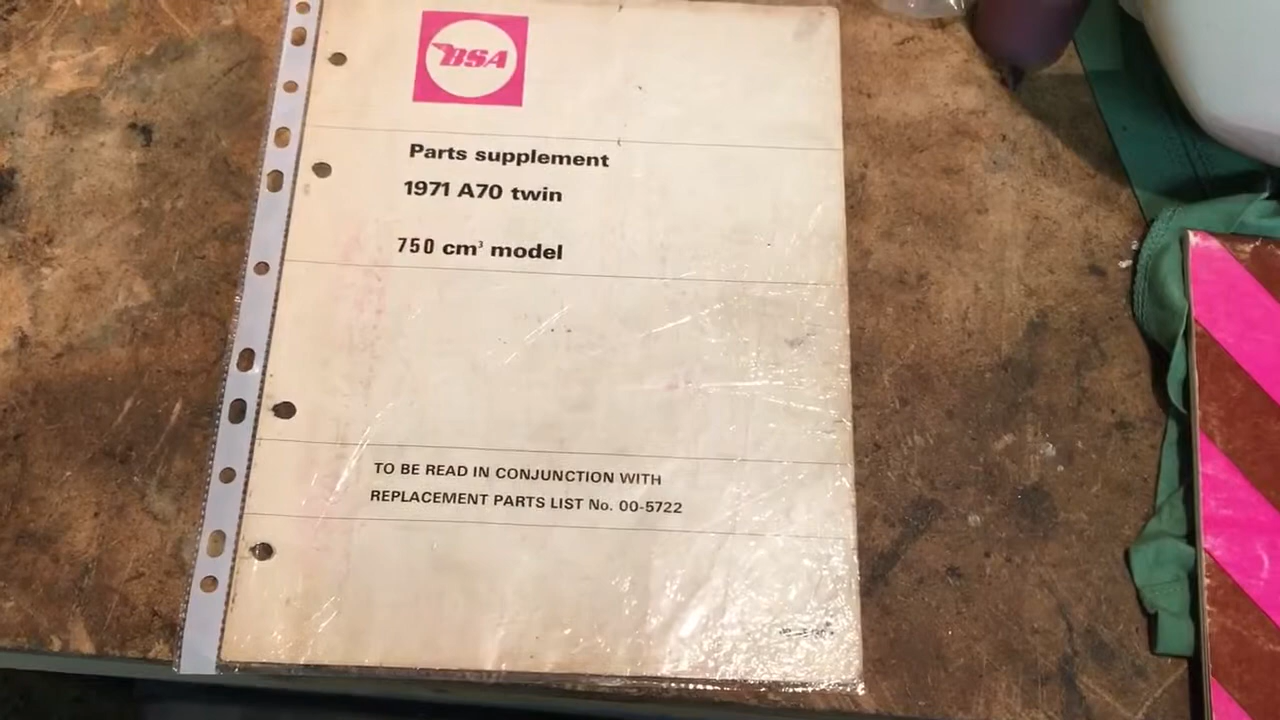 BSA
Parts supplement
1971 A70 twin
750 cm³ model
TO BE READ IN CONJUNCTION WITH
REPLACEMENT PARTS LIST No. 00-5722